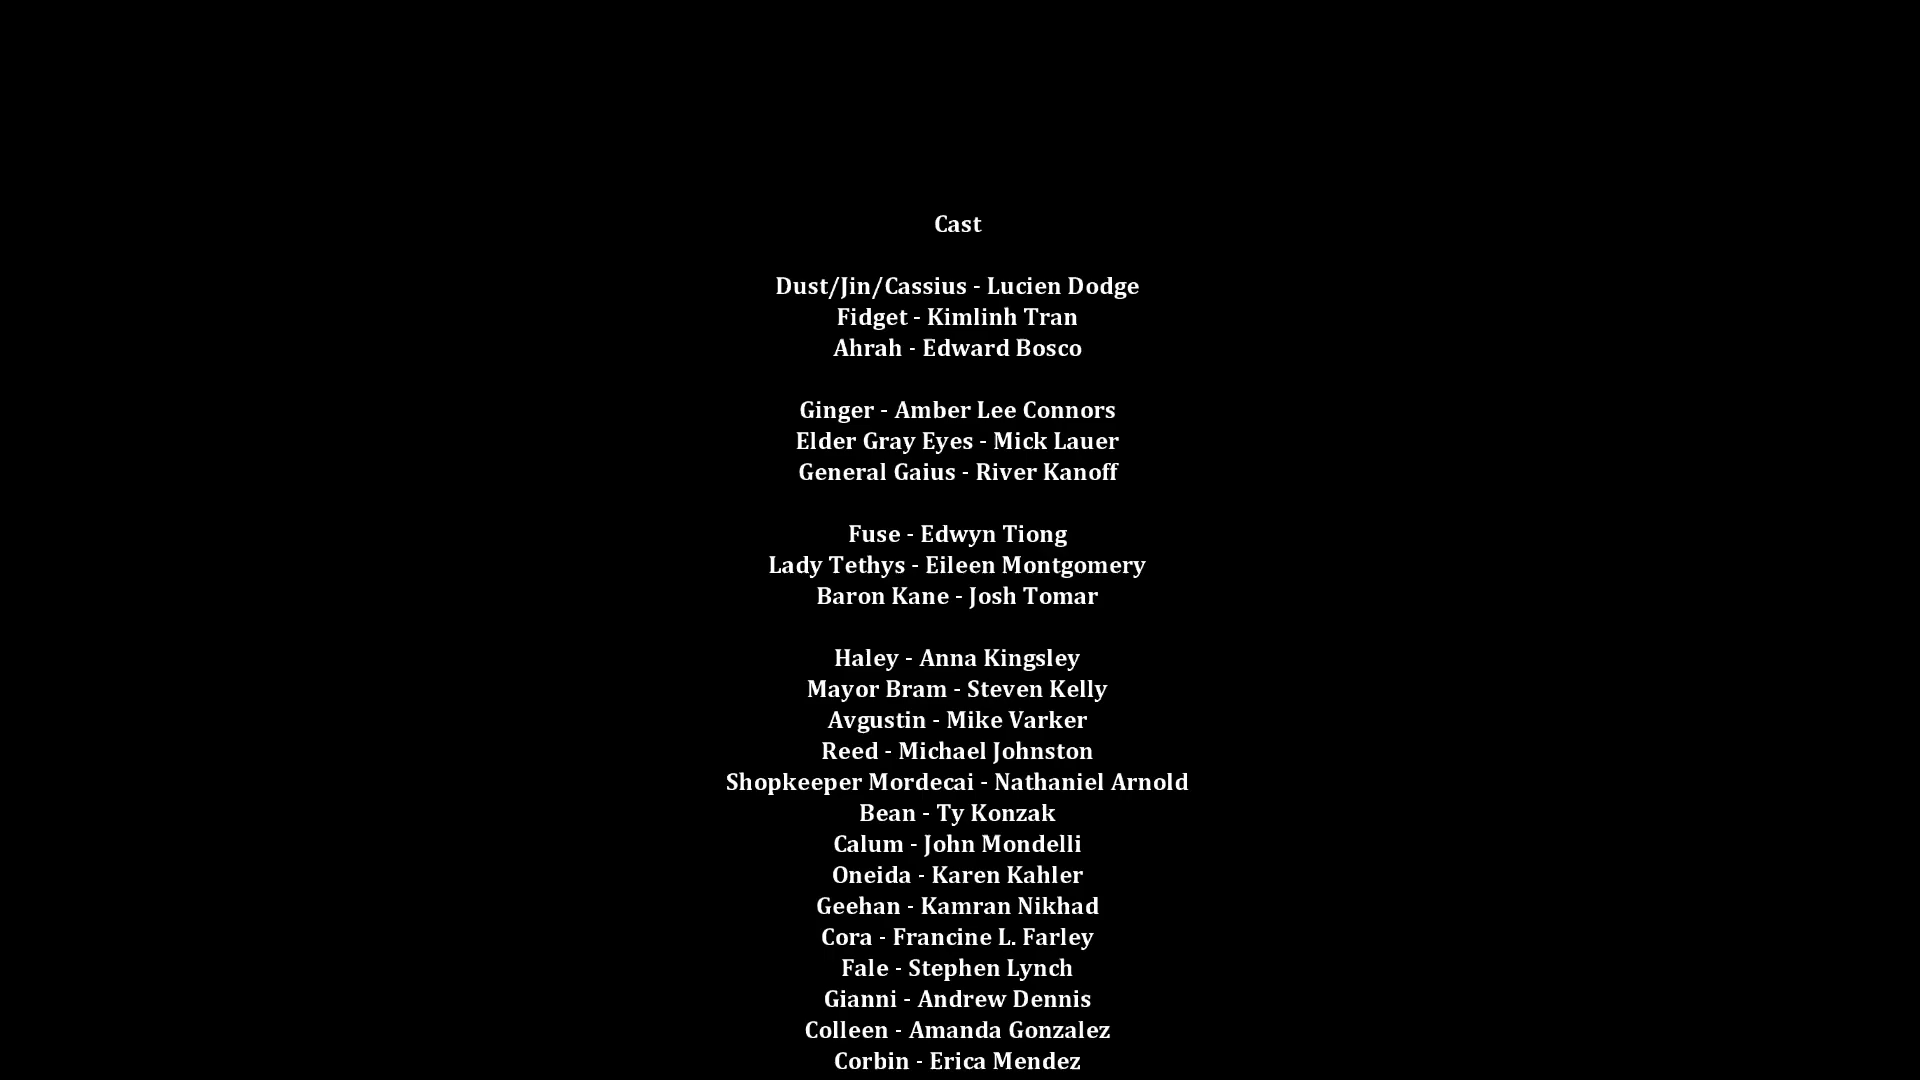 Cast
Dust/Jin/Cassius - Lucien Dodge
Fidget - Kimlinh Tran
Ahrah - Edward Bosco
Ginger - Amber Lee Connors
Elder Gray Eyes - Mick Lauer
General Gaius - River Kanoff
Fuse - Edwyn Tiong
Lady Tethys - Eileen Montgomery
Baron Kane - Josh Tomar
Haley - Anna Kingsley
Mayor Bram - Steven Kelly
Avgustin - Mike Varker
Reed - Michael Johnston
Shopkeeper Mordecai - Nathaniel Arnold
Bean - Ty Konzak
Calum - John Mondelli
Oneida - Karen Kahler
Geehan - Kamran Nikhad
Cora - Francine L. Farley
Fale - Stephen Lynch
Gianni - Andrew Dennis
Colleen - Amanda Gonzalez
Corbin - Erica Mendez